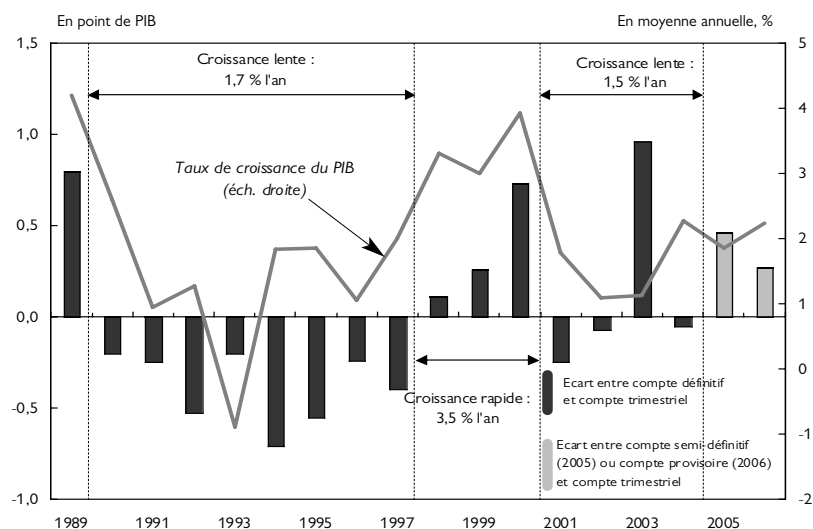 En point de PIB
En moyenne annuelle, %
1,5
5
Croissance lente :
1,7 % l'an
Croissance lente :
1,5 % l'an
4
1,0
3
Taux de croissance du PIB
(éch. droite)
0,5
2
1
0,0
0
Croissance rapide :
3,5 % l'an
Ecart entre compte définitif
et compte trimestriel
-0,5
-1
Ecart entre compte semi-définitif
(2005) ou compte provisoire (2006)
et compte trimestriel
-1,0
-2
1989
1991
1993
1995
1997
1999
2001
2003
2005